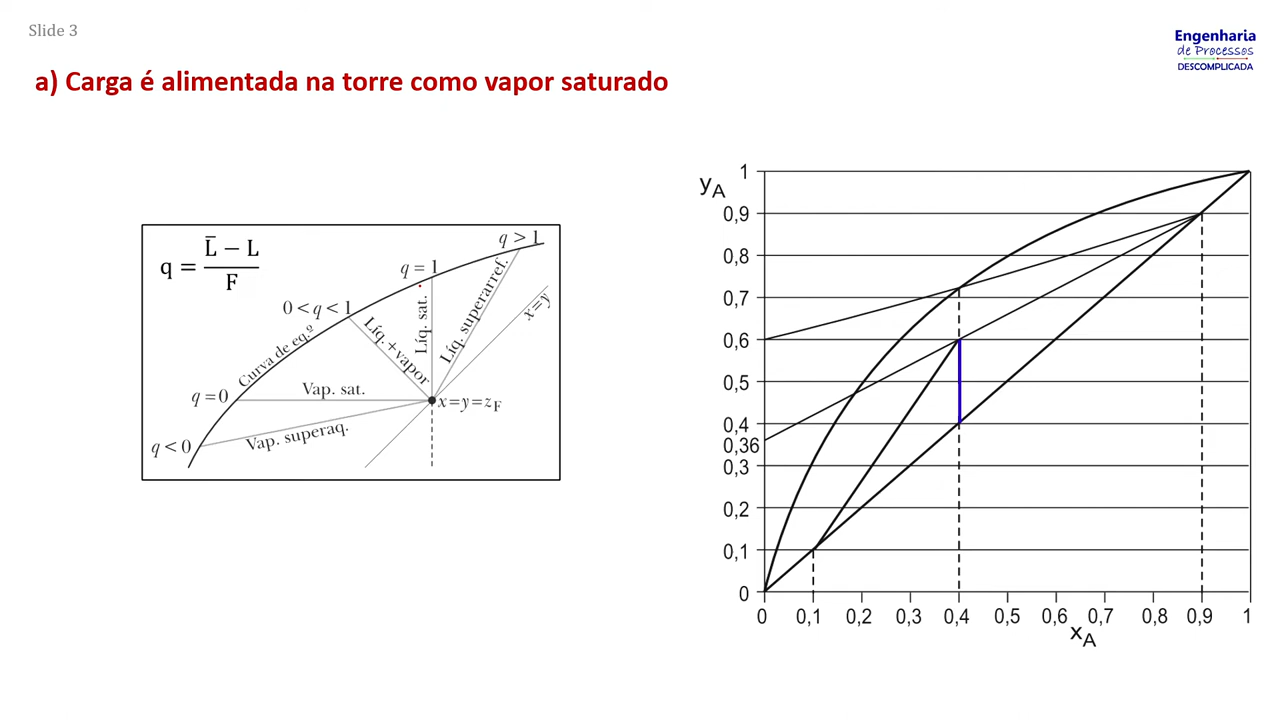 Slide 3
Engenharia
de Processos
DESCOMPLICADA
a) Carga é alimentada na torre como vapor saturado
q = (L̅ − L) / F
q > 1
q = 1
0 < q < 1
q = 0
q < 0
Curva de eq.º
Líq. + vapor
Líq. sat.
Líq. superarref.
x = y
Vap. sat.
x = y = zF
Vap. superaq.
yA
1
0,9
0,8
0,7
0,6
0,5
0,4
0,36
0,3
0,2
0,1
0
0 0,1 0,2 0,3 0,4 0,5 0,6 0,7 0,8 0,9 1
xA